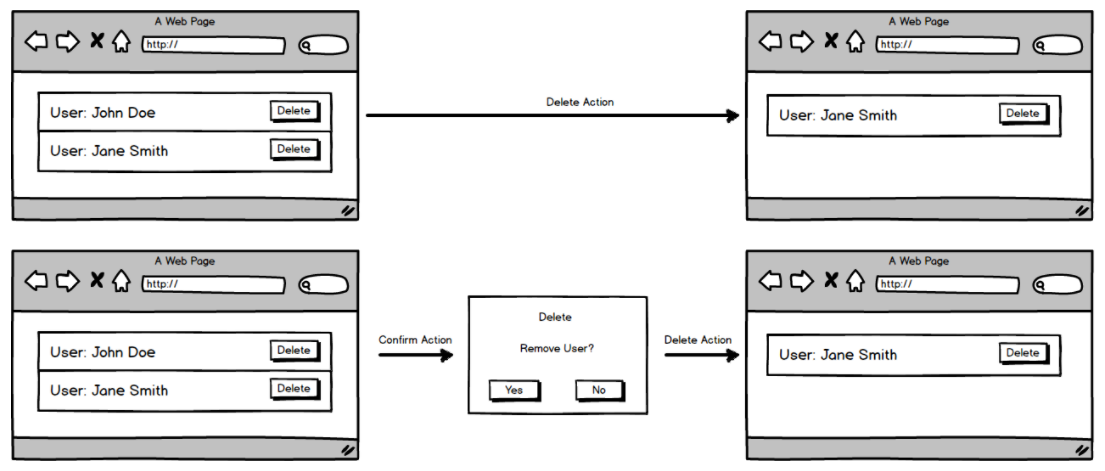 A Web Page
http://
User: John Doe
Delete
User: Jane Smith
Delete
Delete Action
A Web Page
http://
User: Jane Smith
Delete
A Web Page
http://
User: John Doe
Delete
User: Jane Smith
Delete
Confirm Action
Delete
Remove User?
Yes
No
Delete Action
A Web Page
http://
User: Jane Smith
Delete